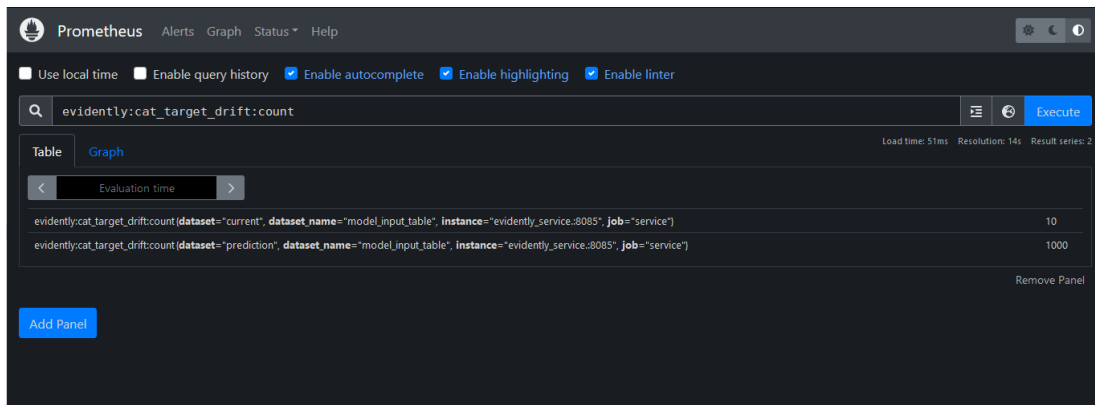 Prometheus Alerts Graph Status Help
Use local time Enable query history Enable autocomplete Enable highlighting Enable linter
evidently:cat_target_drift:count Execute
Table Graph Load time: 51ms Resolution: 14s Result series: 2
Evaluation time
evidently:cat_target_drift:count{dataset="current", dataset_name="model_input_table", instance="evidently_service.:8085", job="service"} 10
evidently:cat_target_drift:count{dataset="prediction", dataset_name="model_input_table", instance="evidently_service.:8085", job="service"} 1000
Remove Panel
Add Panel